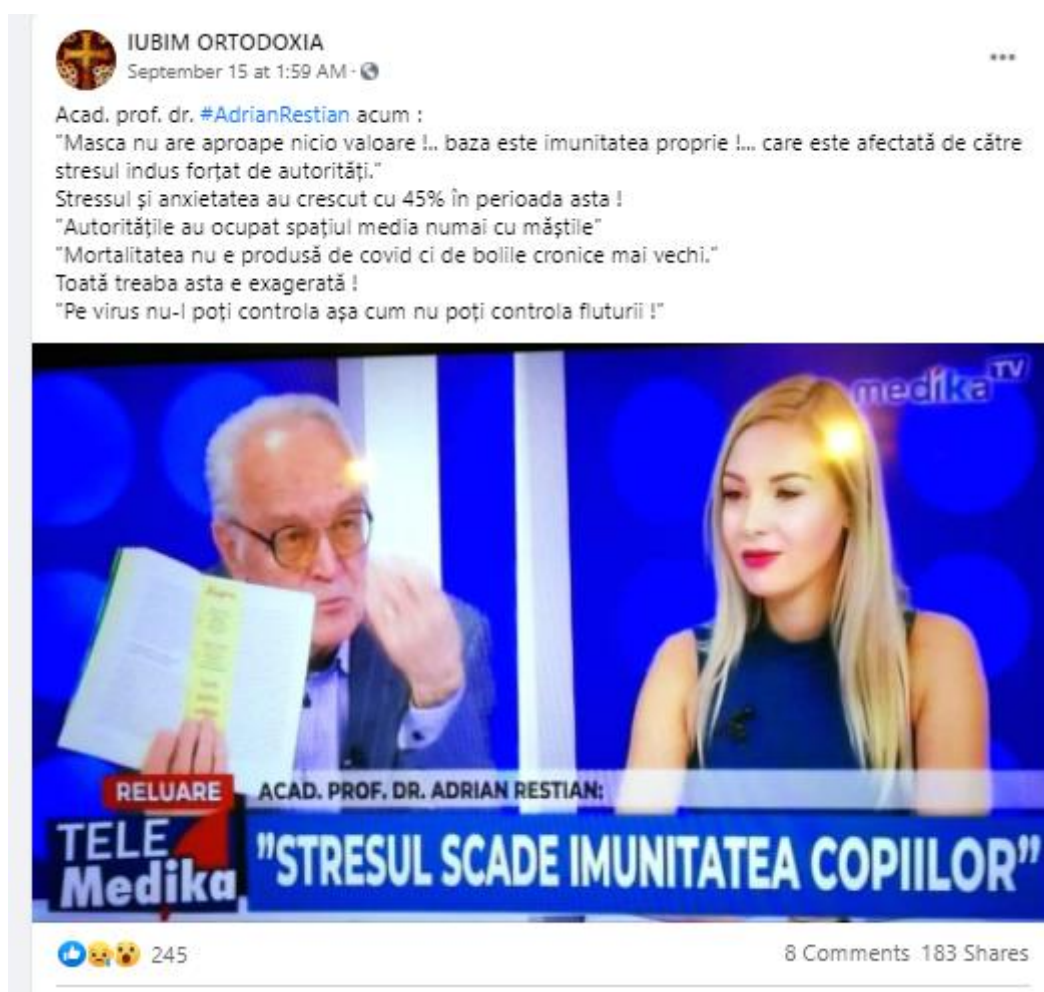 IUBIM ORTODOXIA
September 15 at 1:59 AM ·
Acad. prof. dr. #AdrianRestian acum :
"Masca nu are aproape nicio valoare !.. baza este imunitatea proprie !... care este afectată de către
stresul indus forțat de autorități."
Stressul și anxietatea au crescut cu 45% în perioada asta !
"Autoritățile au ocupat spațiul media numai cu măștile"
"Mortalitatea nu e produsă de covid ci de bolile cronice mai vechi."
Toată treaba asta e exagerată !
"Pe virus nu-l poți controla așa cum nu poți controla fluturii !"
medika TV
RELUARE
ACAD. PROF. DR. ADRIAN RESTIAN:
TELE
Medika
"STRESUL SCADE IMUNITATEA COPIILOR"
245
8 Comments 183 Shares